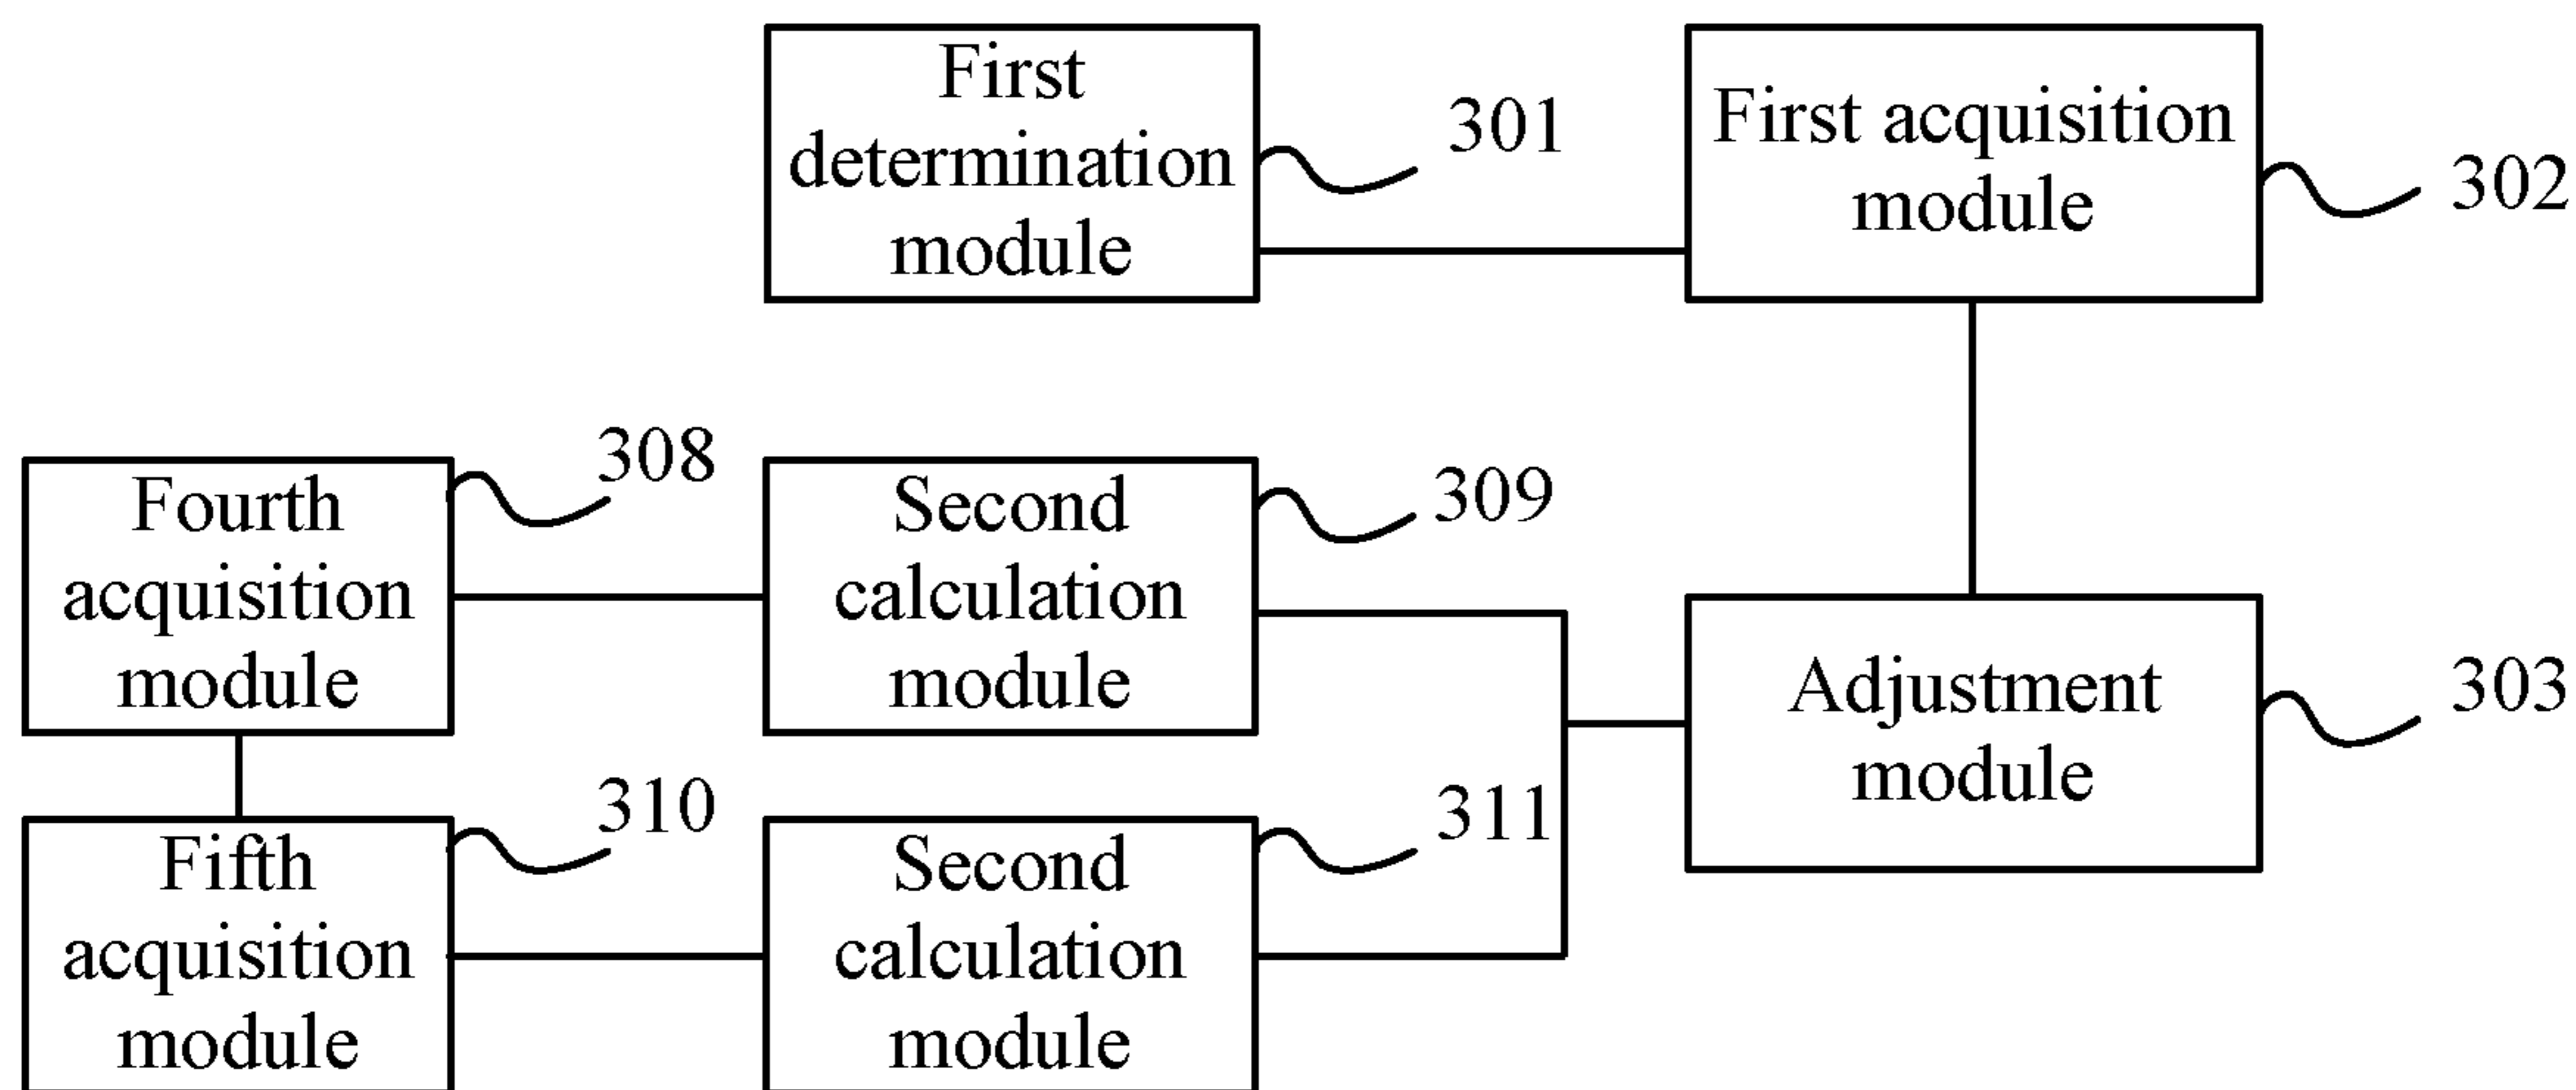 First
determination
module
301
First acquisition
module
302
Fourth
acquisition
module
308
Second
calculation
module
309
Adjustment
module
303
Fifth
acquisition
module
310
Second
calculation
module
311